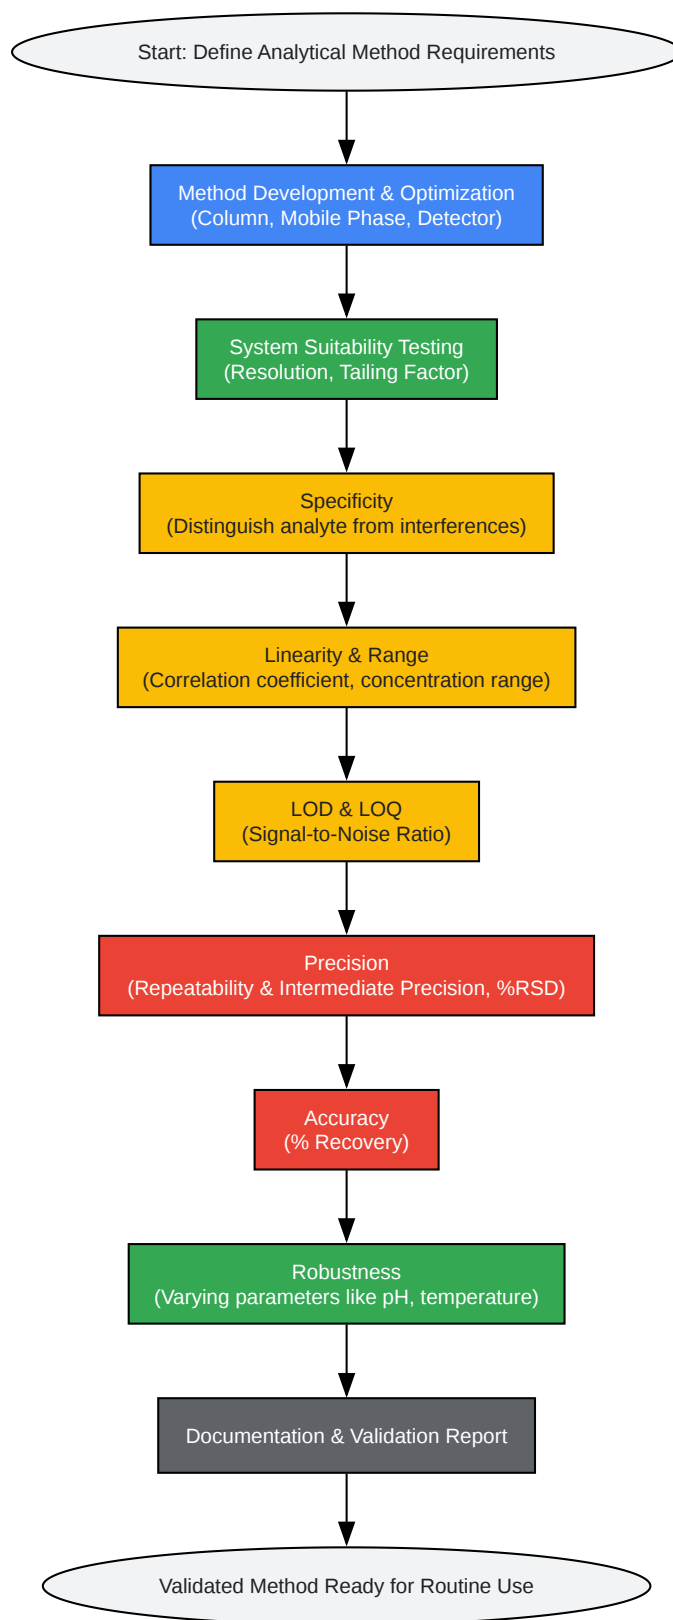 Start: Define Analytical Method Requirements
Method Development & Optimization
(Column, Mobile Phase, Detector)
System Suitability Testing
(Resolution, Tailing Factor)
Specificity
(Distinguish analyte from interferences)
Linearity & Range
(Correlation coefficient, concentration range)
LOD & LOQ
(Signal-to-Noise Ratio)
Precision
(Repeatability & Intermediate Precision, %RSD)
Accuracy
(% Recovery)
Robustness
(Varying parameters like pH, temperature)
Documentation & Validation Report
Validated Method Ready for Routine Use